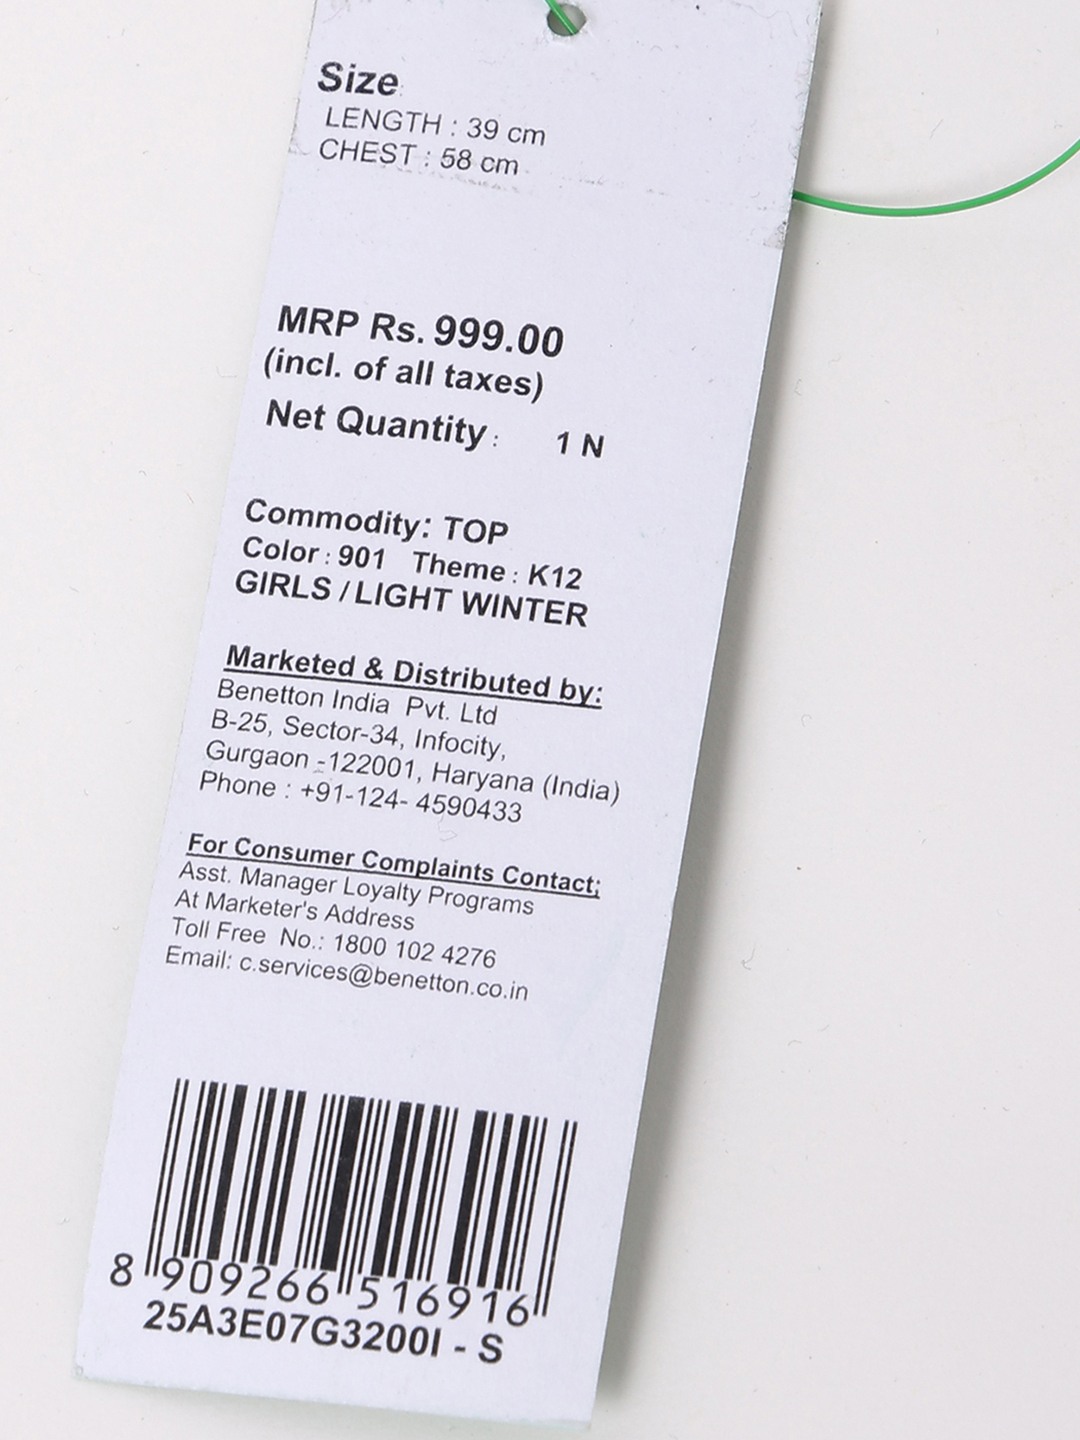 Size
LENGTH : 39 cm
CHEST : 58 cm
MRP Rs. 999.00
(incl. of all taxes)
Net Quantity : 1 N
Commodity: TOP
Color : 901 Theme : K12
GIRLS / LIGHT WINTER
Marketed & Distributed by:
Benetton India Pvt. Ltd
B-25, Sector-34, Infocity,
Gurgaon -122001, Haryana (India)
Phone : +91-124- 4590433
For Consumer Complaints Contact;
Asst. Manager Loyalty Programs
At Marketer's Address
Toll Free No.: 1800 102 4276
Email: c.services@benetton.co.in
8 909266 516916
25A3E07G3200I - S